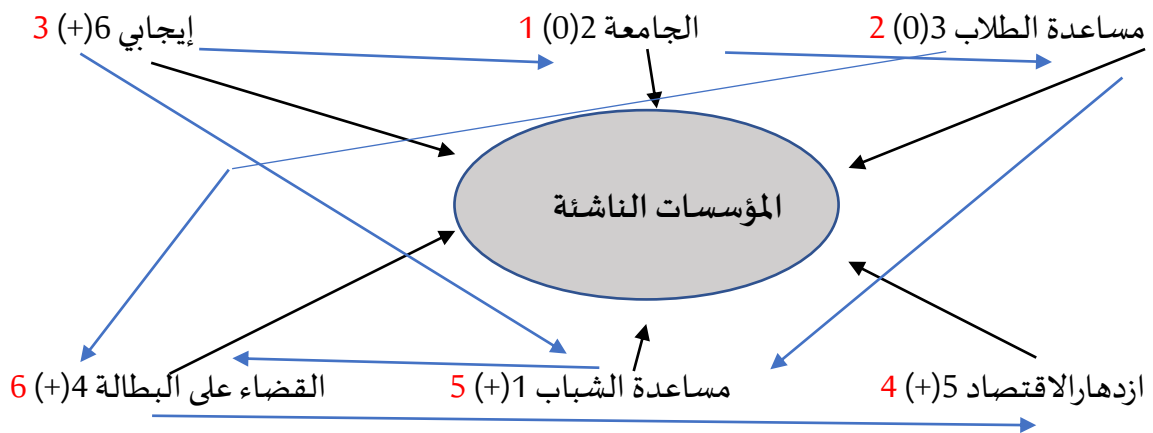 مساعدة الطلاب 3(0) 2
الجامعة 2(0) 1
إيجابي 6(+) 3
المؤسسات الناشئة
ازدهارالاقتصاد 5(+) 4
مساعدة الشباب 1(+) 5
القضاء على البطالة 4(+) 6